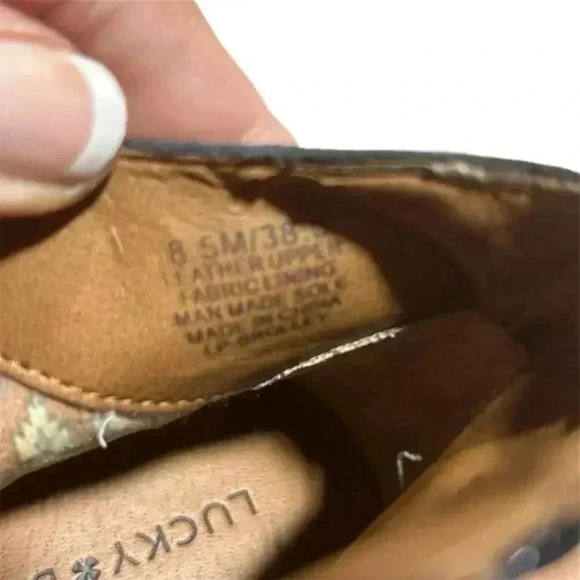 8.5M/38.5
LEATHER UPPER
FABRIC LINING
MAN MADE SOLE
MADE IN CHINA
LUCKY